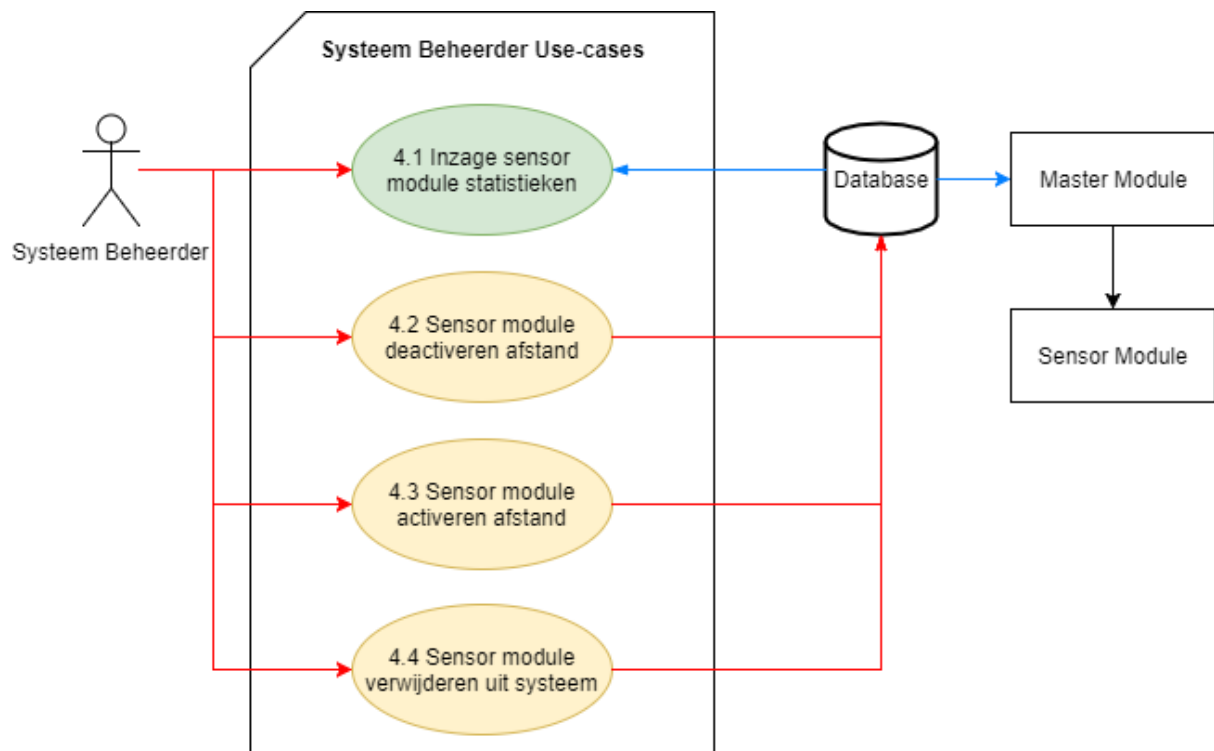 Systeem Beheerder Use-cases
Systeem Beheerder
4.1 Inzage sensor
module statistieken
4.2 Sensor module
deactiveren afstand
4.3 Sensor module
activeren afstand
4.4 Sensor module
verwijderen uit systeem
Database
Master Module
Sensor Module